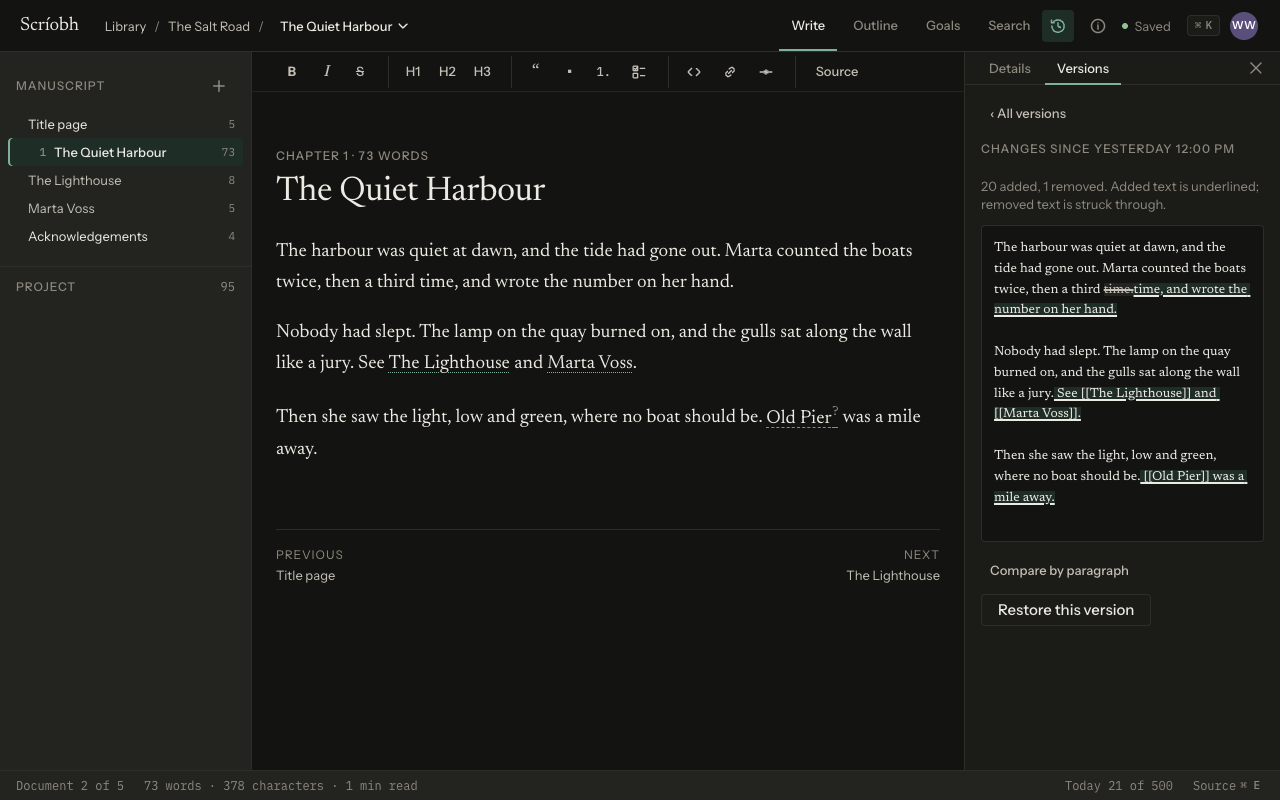 Scríobh
Library / The Salt Road / The Quiet Harbour
Write Outline Goals Search Saved ⌘ K WW
MANUSCRIPT
Title page 5
1 The Quiet Harbour 73
The Lighthouse 8
Marta Voss 5
Acknowledgements 4
PROJECT 95
B I S H1 H2 H3 “ 1. Source
CHAPTER 1 · 73 WORDS
The Quiet Harbour
The harbour was quiet at dawn, and the tide had gone out. Marta counted the boats
twice, then a third time, and wrote the number on her hand.
Nobody had slept. The lamp on the quay burned on, and the gulls sat along the wall
like a jury. See The Lighthouse and Marta Voss.
Then she saw the light, low and green, where no boat should be. Old Pier? was a mile
away.
PREVIOUS
Title page
NEXT
The Lighthouse
Details Versions
‹ All versions
CHANGES SINCE YESTERDAY 12:00 PM
20 added, 1 removed. Added text is underlined;
removed text is struck through.
The harbour was quiet at dawn, and the
tide had gone out. Marta counted the boats
twice, then a third time.time, and wrote the
number on her hand.
Nobody had slept. The lamp on the quay
burned on, and the gulls sat along the wall
like a jury. See [[The Lighthouse]] and
[[Marta Voss]].
Then she saw the light, low and green,
where no boat should be. [[Old Pier]] was a
mile away.
Compare by paragraph
Restore this version
Document 2 of 5 73 words · 378 characters · 1 min read
Today 21 of 500 Source ⌘ E